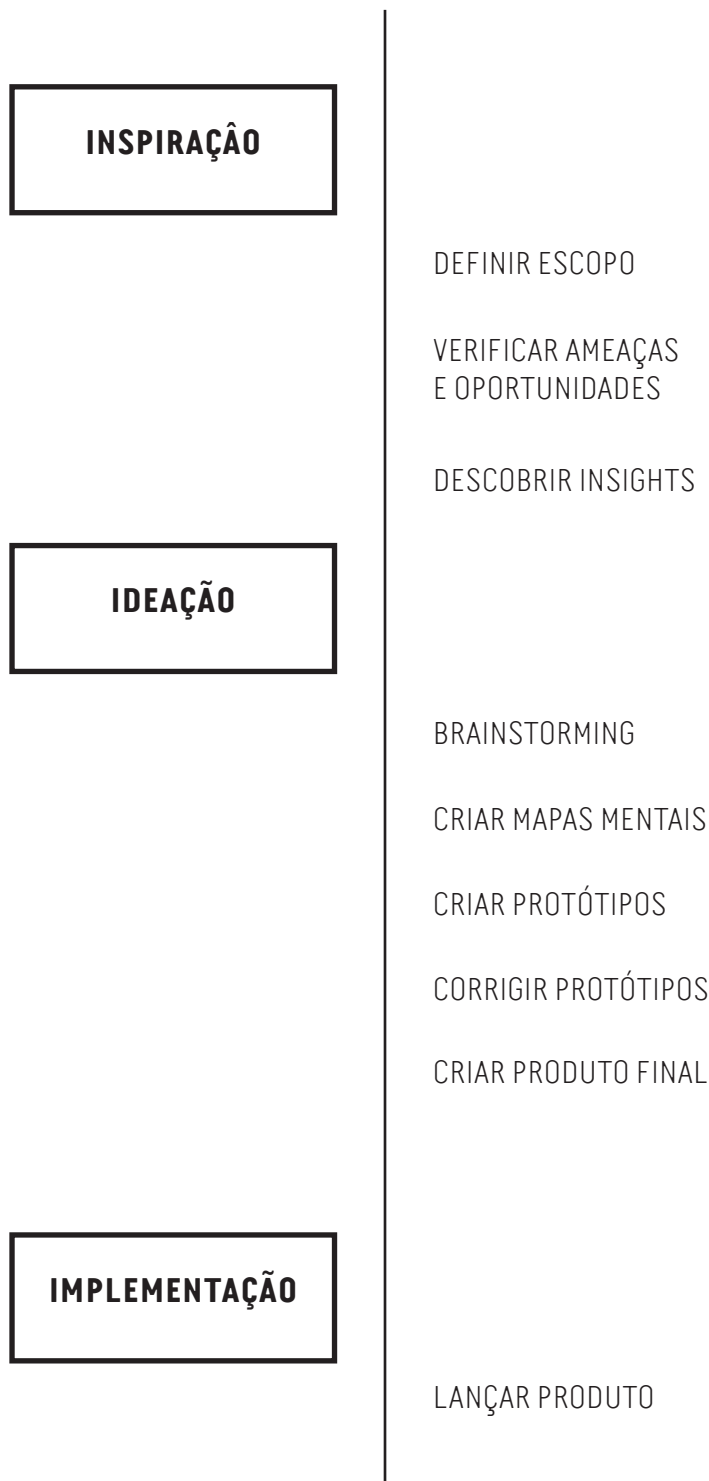 INSPIRAÇÂO
DEFINIR ESCOPO
VERIFICAR AMEAÇAS
E OPORTUNIDADES
DESCOBRIR INSIGHTS
IDEAÇÃO
BRAINSTORMING
CRIAR MAPAS MENTAIS
CRIAR PROTÓTIPOS
CORRIGIR PROTÓTIPOS
CRIAR PRODUTO FINAL
IMPLEMENTAÇÃO
LANÇAR PRODUTO